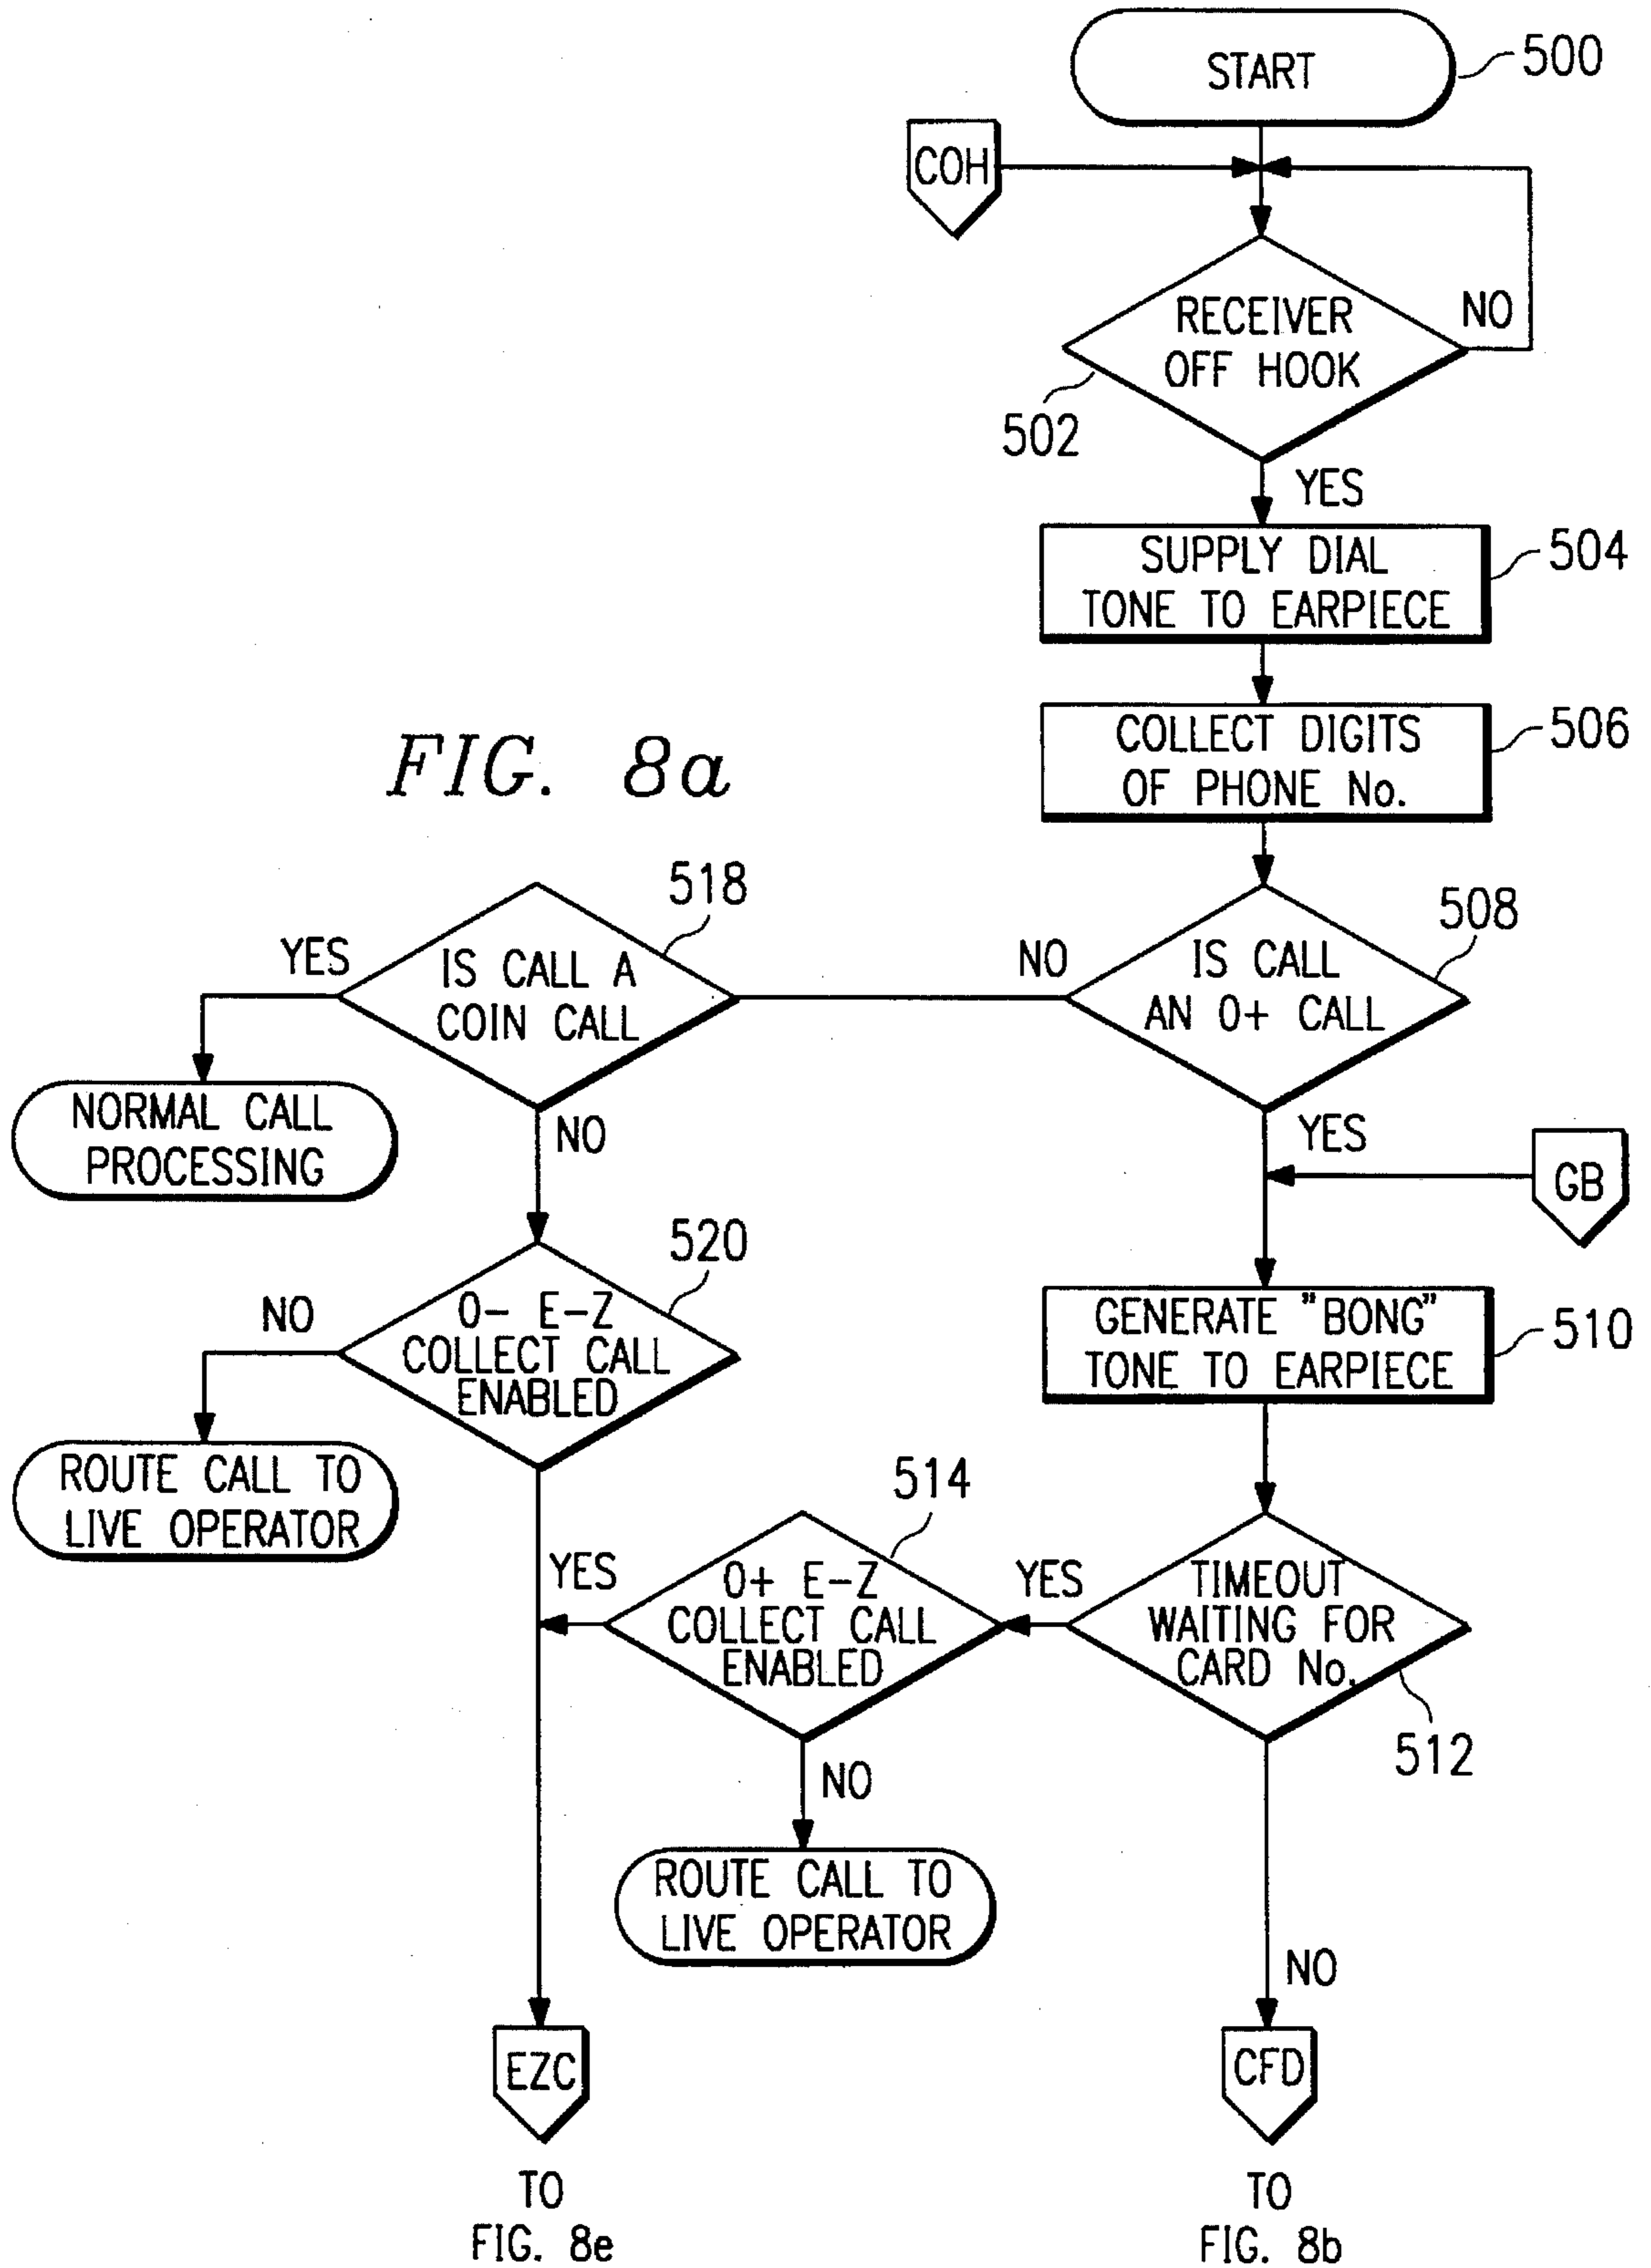 START
500
COH
RECEIVER
OFF HOOK
NO
502
YES
SUPPLY DIAL
TONE TO EARPIECE
504
COLLECT DIGITS
OF PHONE No.
506
FIG. 8a
518
508
YES
IS CALL A
COIN CALL
NO
IS CALL
AN 0+ CALL
NORMAL CALL
PROCESSING
NO
YES
GB
520
NO
0- E-Z
COLLECT CALL
ENABLED
GENERATE "BONG"
TONE TO EARPIECE
510
ROUTE CALL TO
LIVE OPERATOR
514
YES
0+ E-Z
COLLECT CALL
ENABLED
YES
TIMEOUT
WAITING FOR
CARD No.
512
NO
ROUTE CALL TO
LIVE OPERATOR
NO
EZC
CFD
TO
FIG. 8e
TO
FIG. 8b